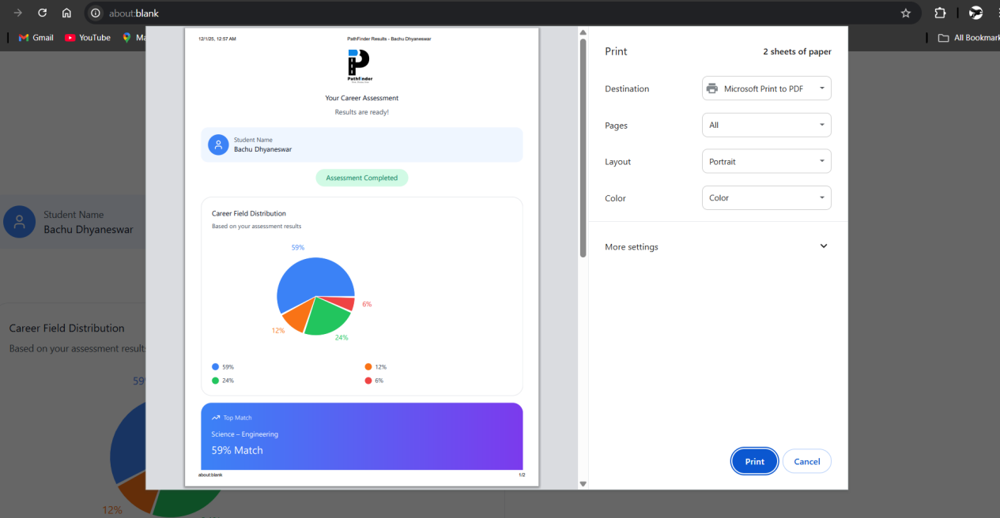 about:blank
Gmail
YouTube
Ma
All Bookmark
12/1/25, 12:57 AM
PathFinder Results - Bachu Dhyaneswar
PathFinder
Your Career Assessment
Results are ready!
Student Name
Bachu Dhyaneswar
Assessment Completed
Career Field Distribution
Based on your assessment results
59%
6%
12%
24%
59%
12%
24%
6%
Top Match
Science – Engineering
59% Match
about:blank
1/2
Print
2 sheets of paper
Destination
Microsoft Print to PDF
Pages
All
Layout
Portrait
Color
Color
More settings
Print
Cancel
Student Name
Bachu Dhyaneswar
Career Field Distribution
Based on your assessment results
59
12%